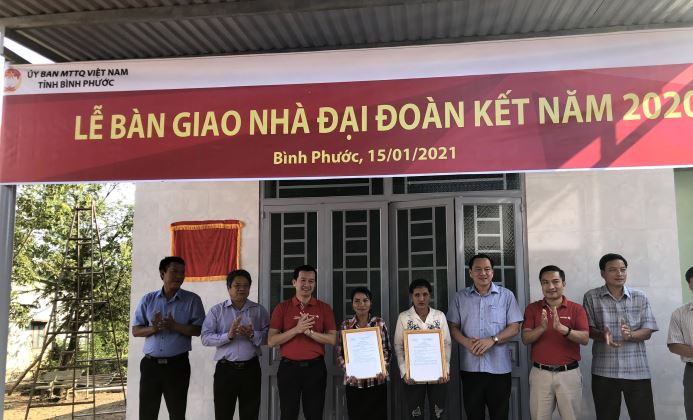 ỦY BAN MTTQ VIỆT NAM
TỈNH BÌNH PHƯỚC
LỄ BÀN GIAO NHÀ ĐẠI ĐOÀN KẾT NĂM 2020
Bình Phước, 15/01/2021